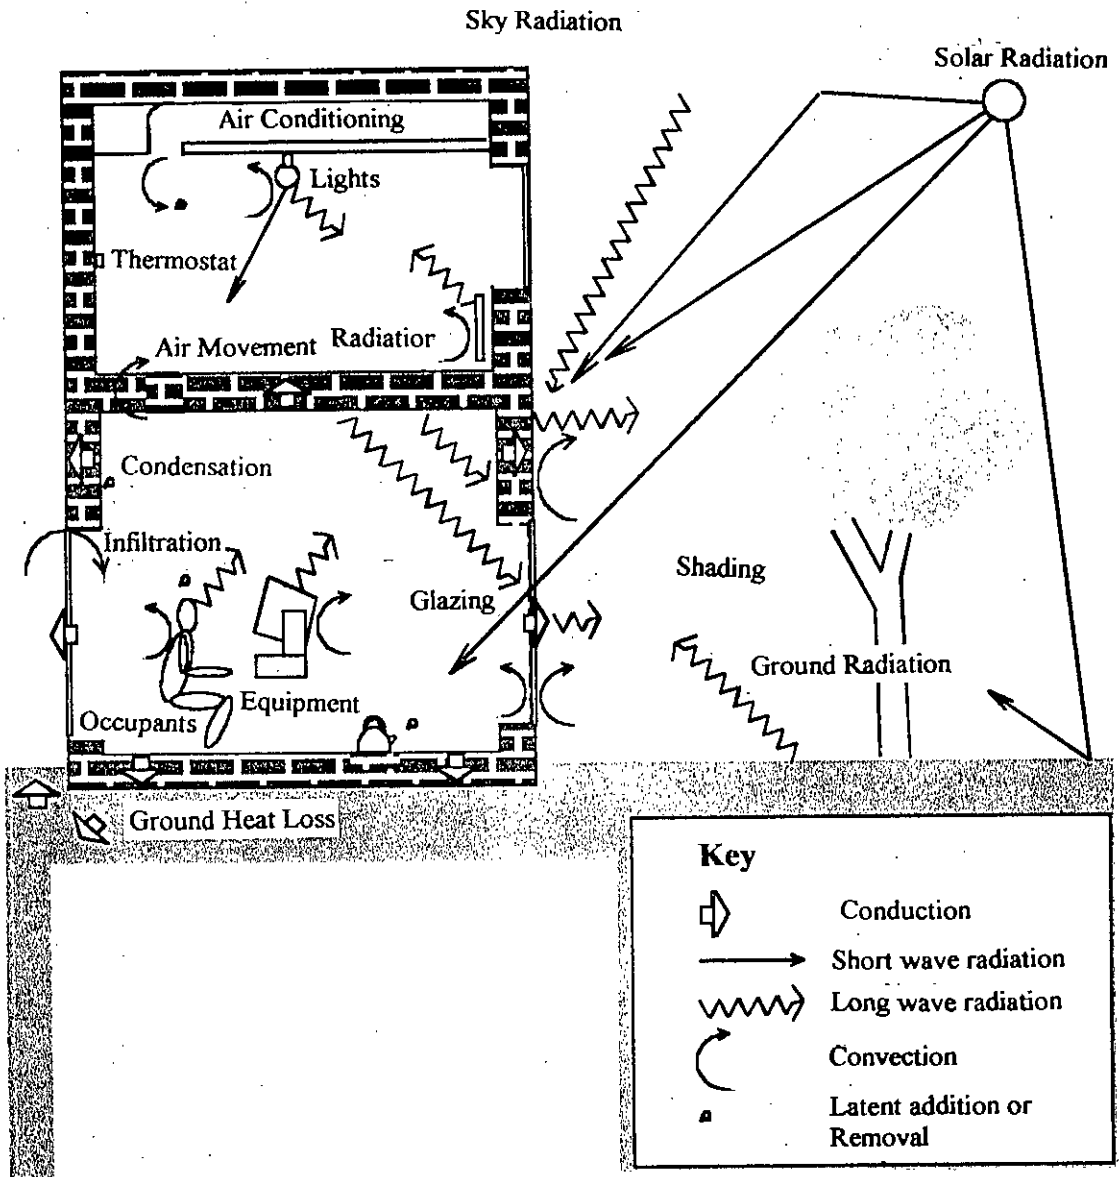 Sky Radiation
Solar Radiation
Air Conditioning
Lights
Thermostat
Air Movement
Radiatior
Condensation
Infiltration
Glazing
Shading
Ground Radiation
Equipment
Occupants
Ground Heat Loss
Key
Conduction
Short wave radiation
Long wave radiation
Convection
Latent addition or
Removal